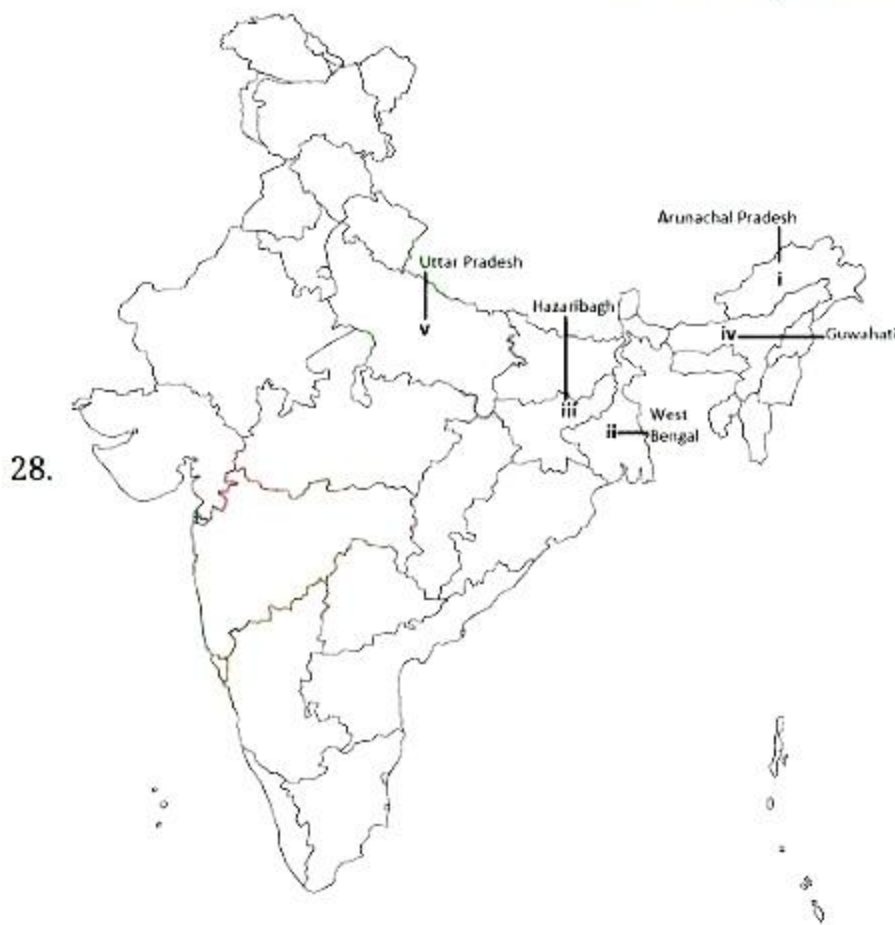 Arunachal Pradesh
i
Uttar Pradesh
v
Hazaribagh
iii
iv
Guwahati
ii
West
Bengal
28.